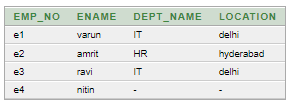 EMP_NO ENAME DEPT_NAME LOCATION
e1 varun IT delhi
e2 amrit HR hyderabad
e3 ravi IT delhi
e4 nitin - -